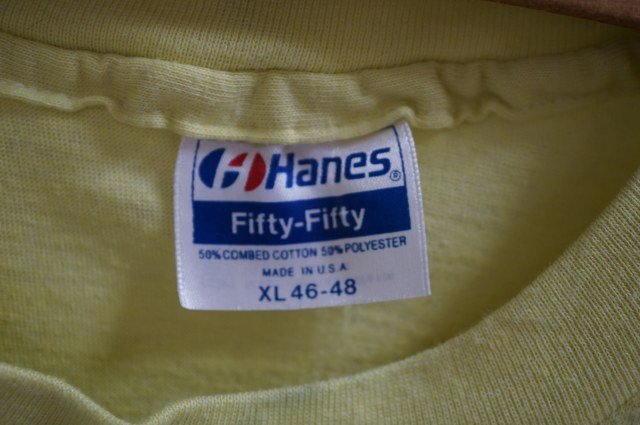 Hanes®
Fifty-Fifty
50% COMBED COTTON 50% POLYESTER
MADE IN U.S.A.
XL 46-48